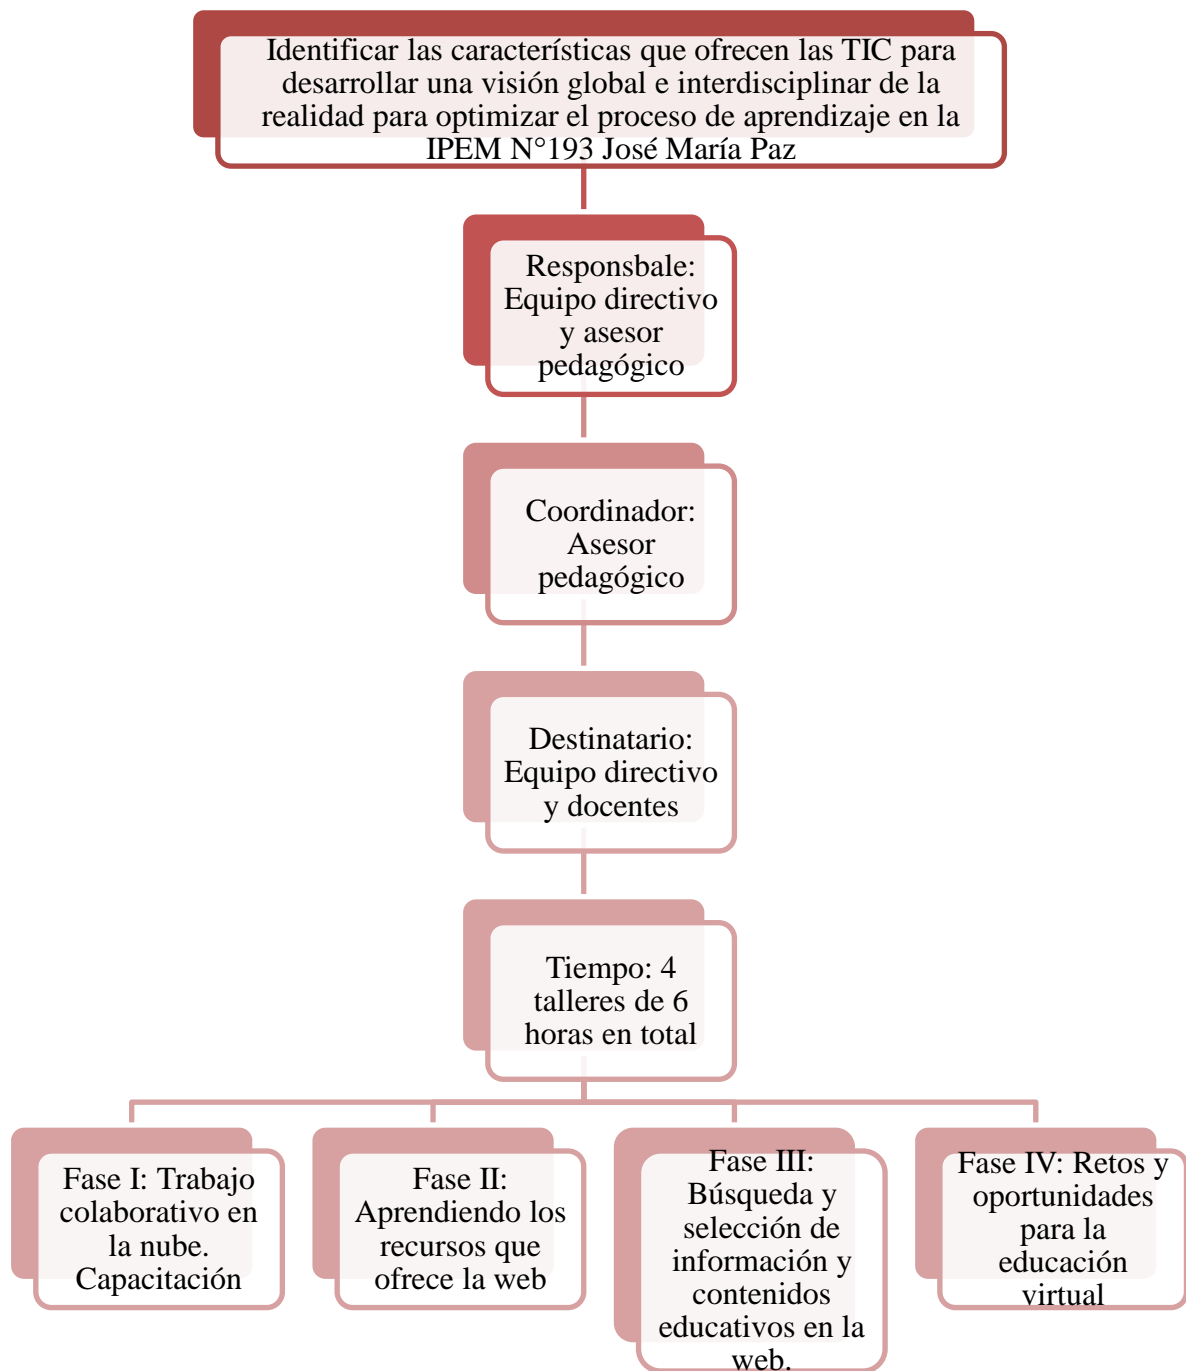 Identificar las características que ofrecen las TIC para
desarrollar una visión global e interdisciplinar de la
realidad para optimizar el proceso de aprendizaje en la
IPEM N°193 José María Paz
Responsbale:
Equipo directivo
y asesor
pedagógico
Coordinador:
Asesor
pedagógico
Destinatario:
Equipo directivo
y docentes
Tiempo: 4
talleres de 6
horas en total
Fase I: Trabajo
colaborativo en
la nube.
Capacitación
Fase II:
Aprendiendo los
recursos que
ofrece la web
Fase III:
Búsqueda y
selección de
información y
contenidos
educativos en la
web.
Fase IV: Retos y
oportunidades
para la
educación
virtual